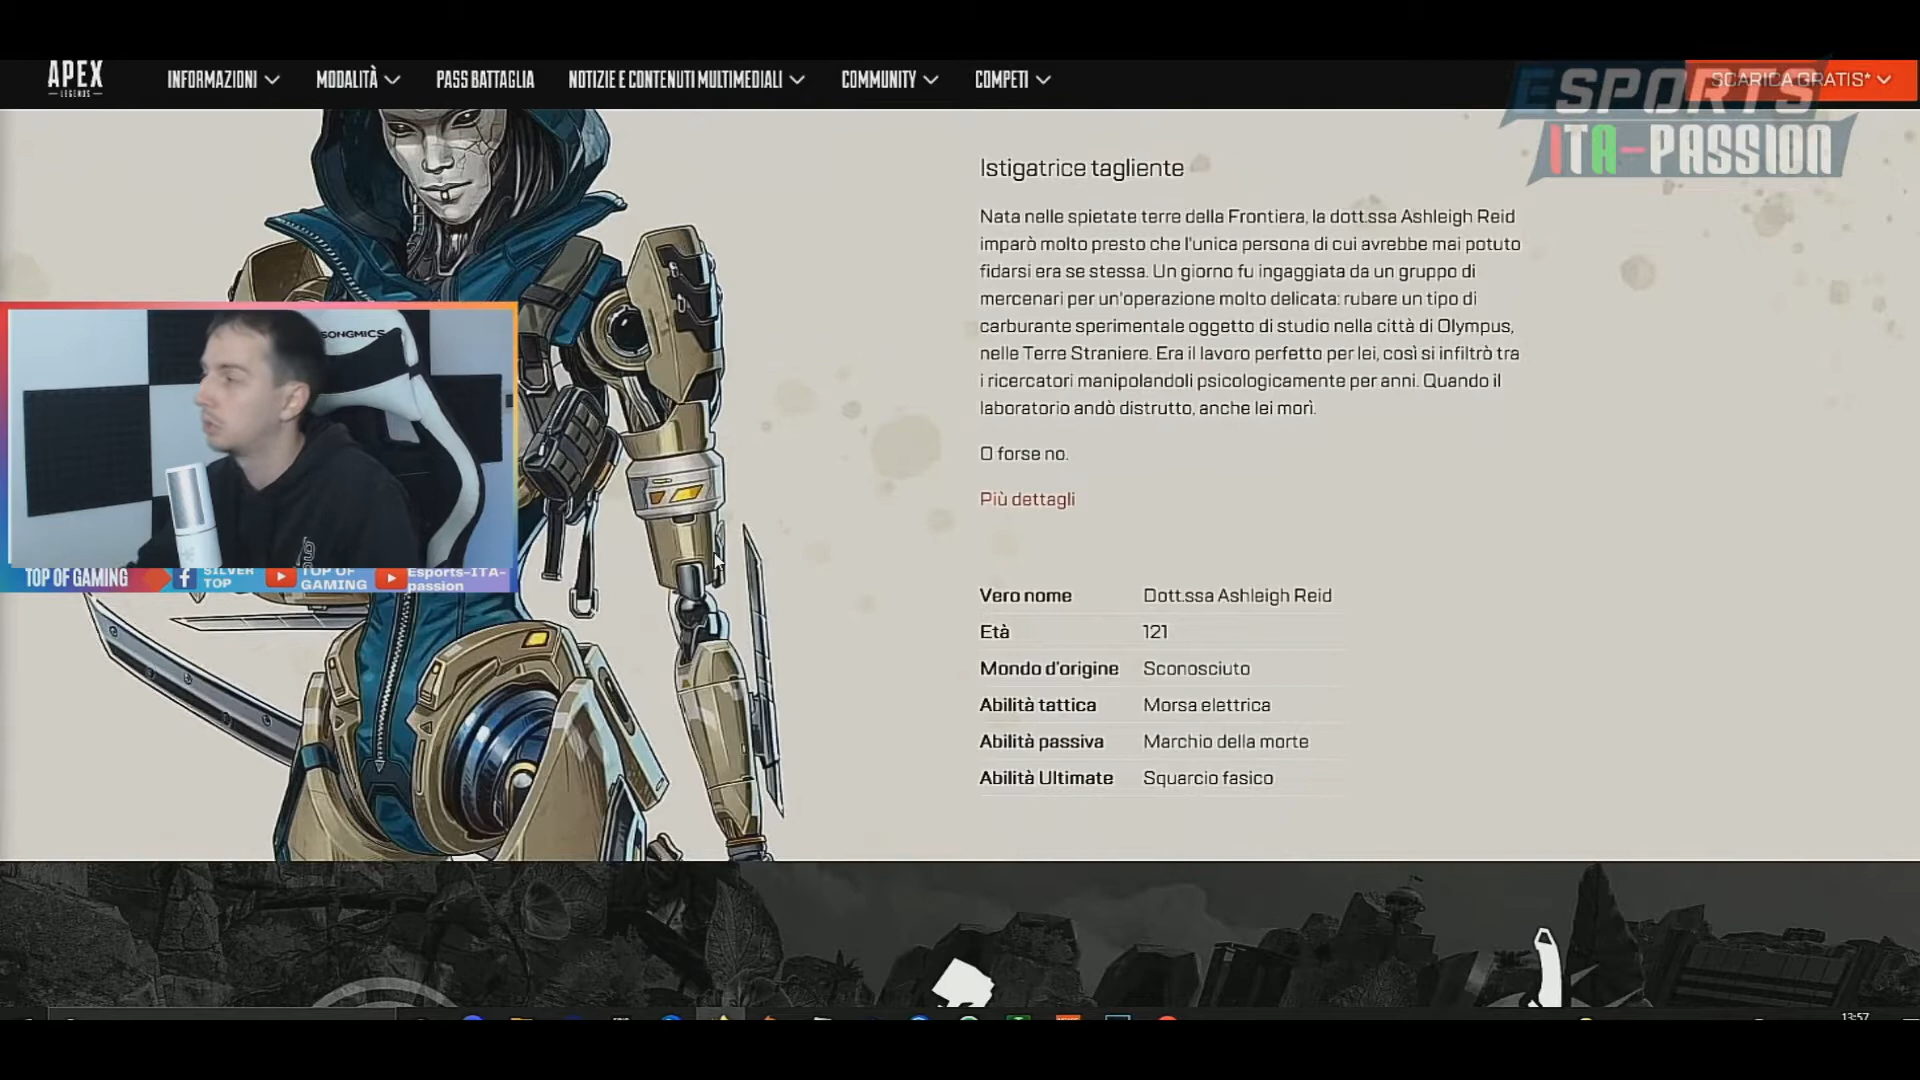 APEX
LEGENDS
INFORMAZIONI
MODALITÀ
PASS BATTAGLIA
NOTIZIE E CONTENUTI MULTIMEDIALI
COMMUNITY
COMPETI
SCARICA GRATIS*
ESPORTS
ITA-PASSION
Istigatrice tagliente
Nata nelle spietate terre della Frontiera, la dott.ssa Ashleigh Reid
imparò molto presto che l'unica persona di cui avrebbe mai potuto
fidarsi era se stessa. Un giorno fu ingaggiata da un gruppo di
mercenari per un'operazione molto delicata: rubare un tipo di
carburante sperimentale oggetto di studio nella città di Olympus,
nelle Terre Straniere. Era il lavoro perfetto per lei, così si infiltrò tra
i ricercatori manipolandoli psicologicamente per anni. Quando il
laboratorio andò distrutto, anche lei morì.
O forse no.
Più dettagli
Vero nome Dott.ssa Ashleigh Reid
Età 121
Mondo d'origine Sconosciuto
Abilità tattica Morsa elettrica
Abilità passiva Marchio della morte
Abilità Ultimate Squarcio fasico
SONGMICS
TOP OF GAMING
SILVER
TOP
TOP OF
GAMING
Esports-ITA-
passion
13:57